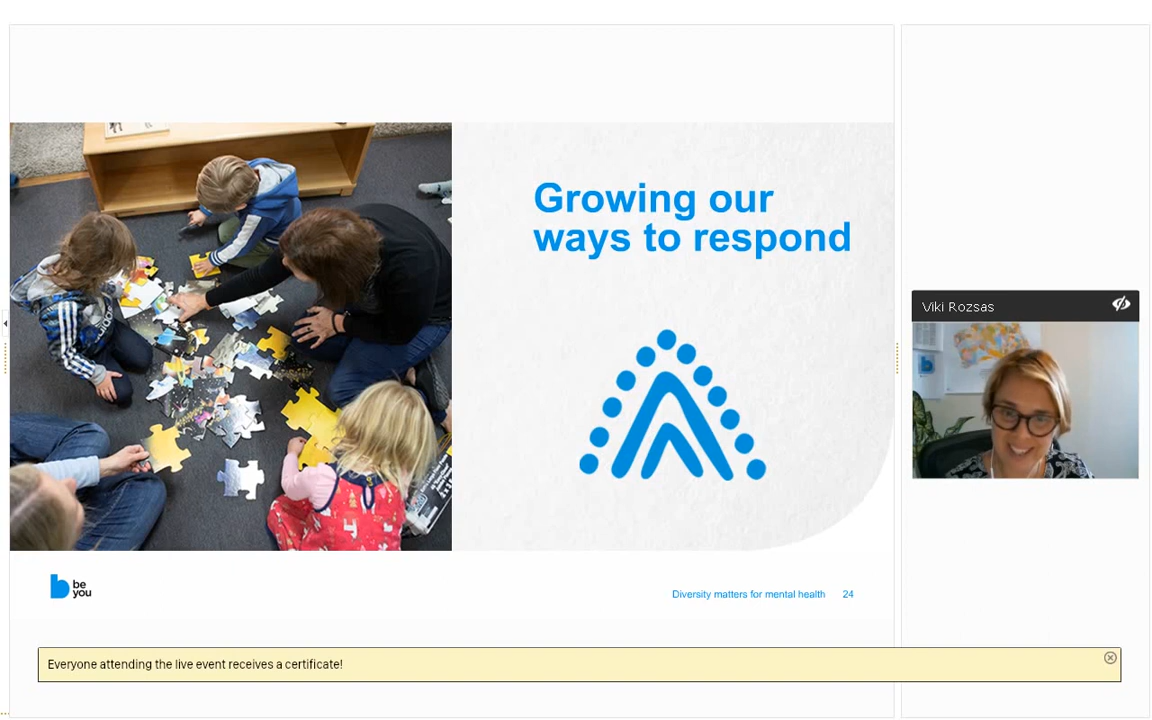 Growing our
ways to respond
Viki Rozsas
be
you
Diversity matters for mental health 24
Everyone attending the live event receives a certificate!